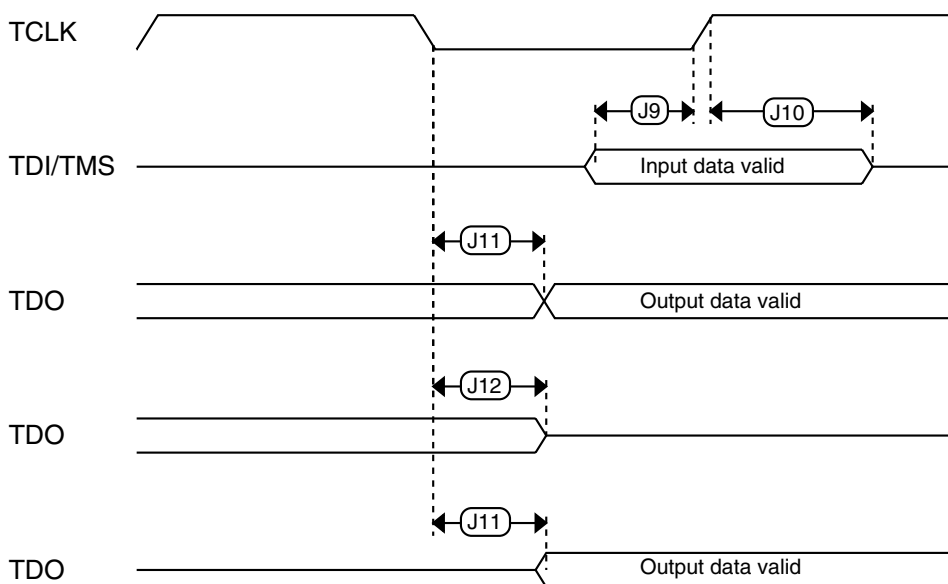 TCLK
J9
J10
TDI/TMS
Input data valid
J11
TDO
Output data valid
J12
TDO
J11
TDO
Output data valid